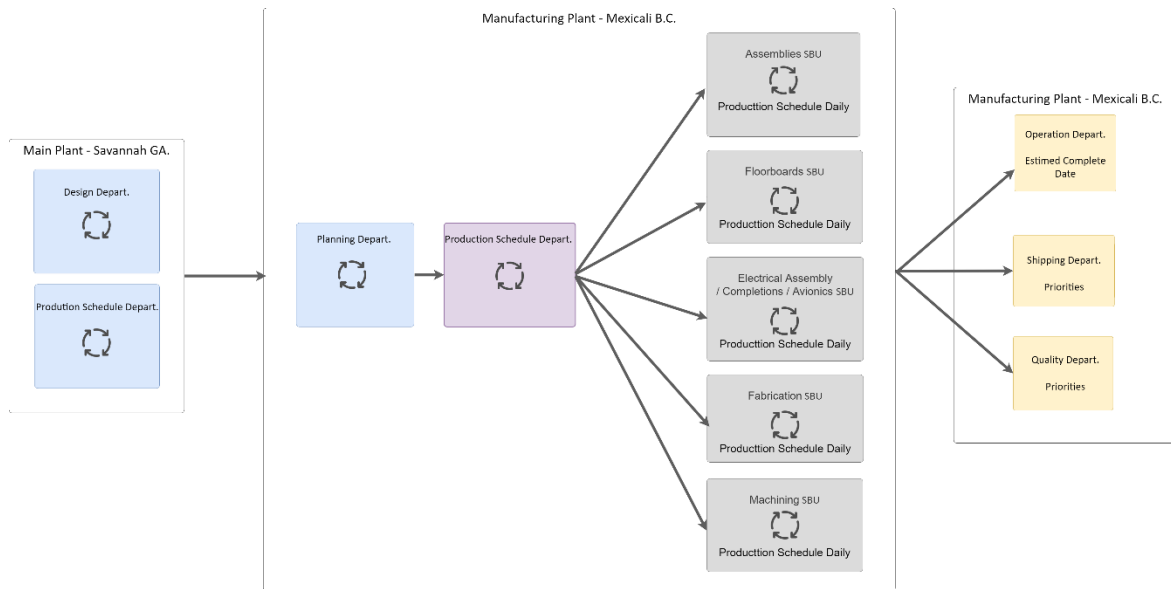 Main Plant - Savannah GA.
Design Depart.
Prodution Schedule Depart.
Manufacturing Plant - Mexicali B.C.
Planning Depart.
Production Schedule Depart.
Assemblies SBU
Producttion Schedule Daily
Floorboards SBU
Producttion Schedule Daily
Electrical Assembly
/ Completions / Avionics SBU
Producttion Schedule Daily
Fabrication SBU
Producttion Schedule Daily
Machining SBU
Producttion Schedule Daily
Manufacturing Plant - Mexicali B.C.
Operation Depart.
Estimed Complete
Date
Shipping Depart.
Priorities
Quality Depart.
Priorities